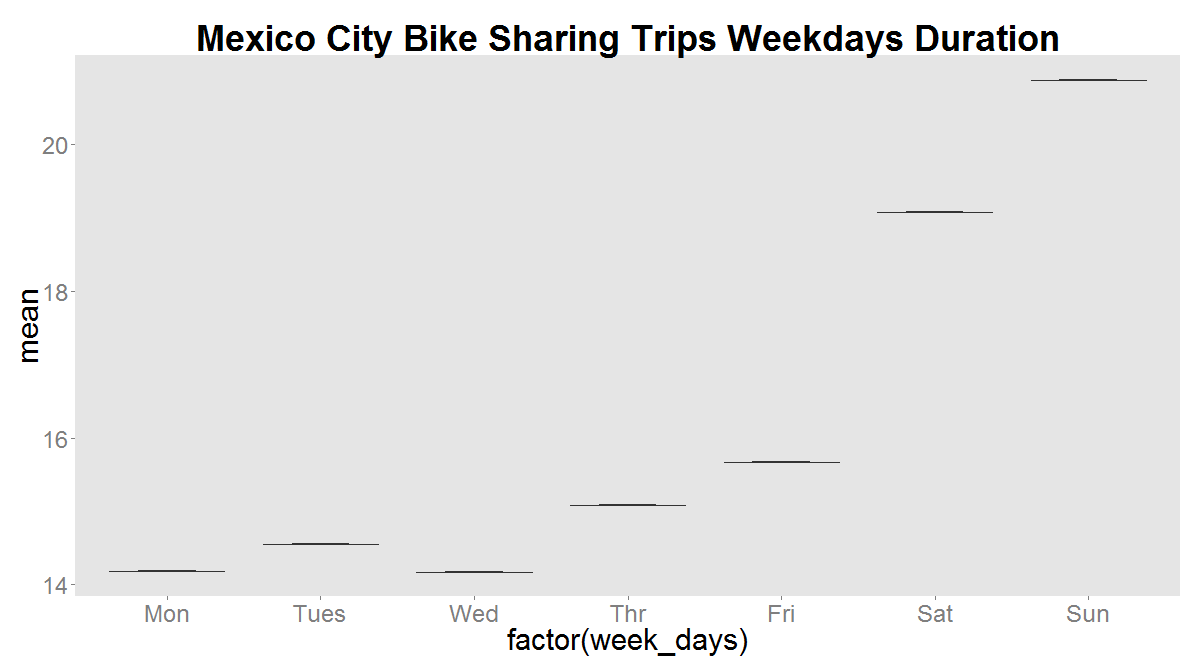 Mexico City Bike Sharing Trips Weekdays Duration
20
18
16
14
mean
Mon Tues Wed Thr Fri Sat Sun
factor(week_days)